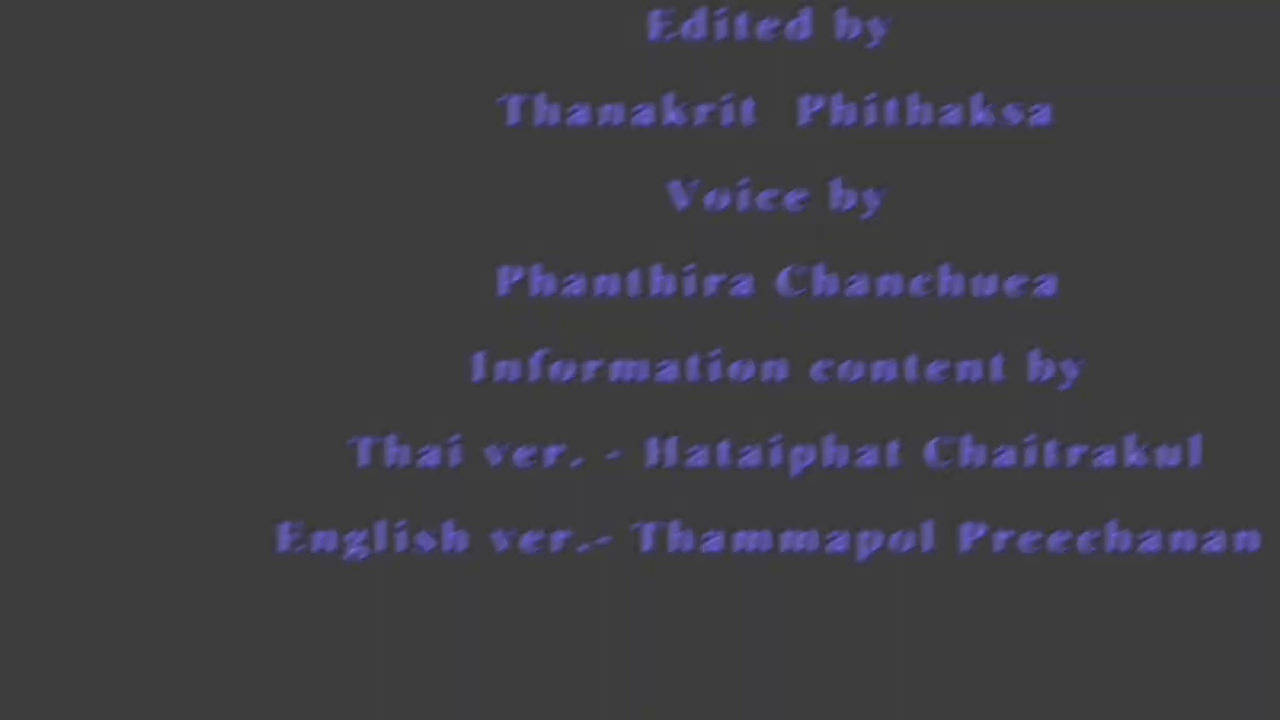 Edited by
Thanakrit Phithaksa
Voice by
Phanthira Chanchuea
Information content by
Thai ver. - Hataiphat Chaitrakul
English ver.- Thammapol Preechanan